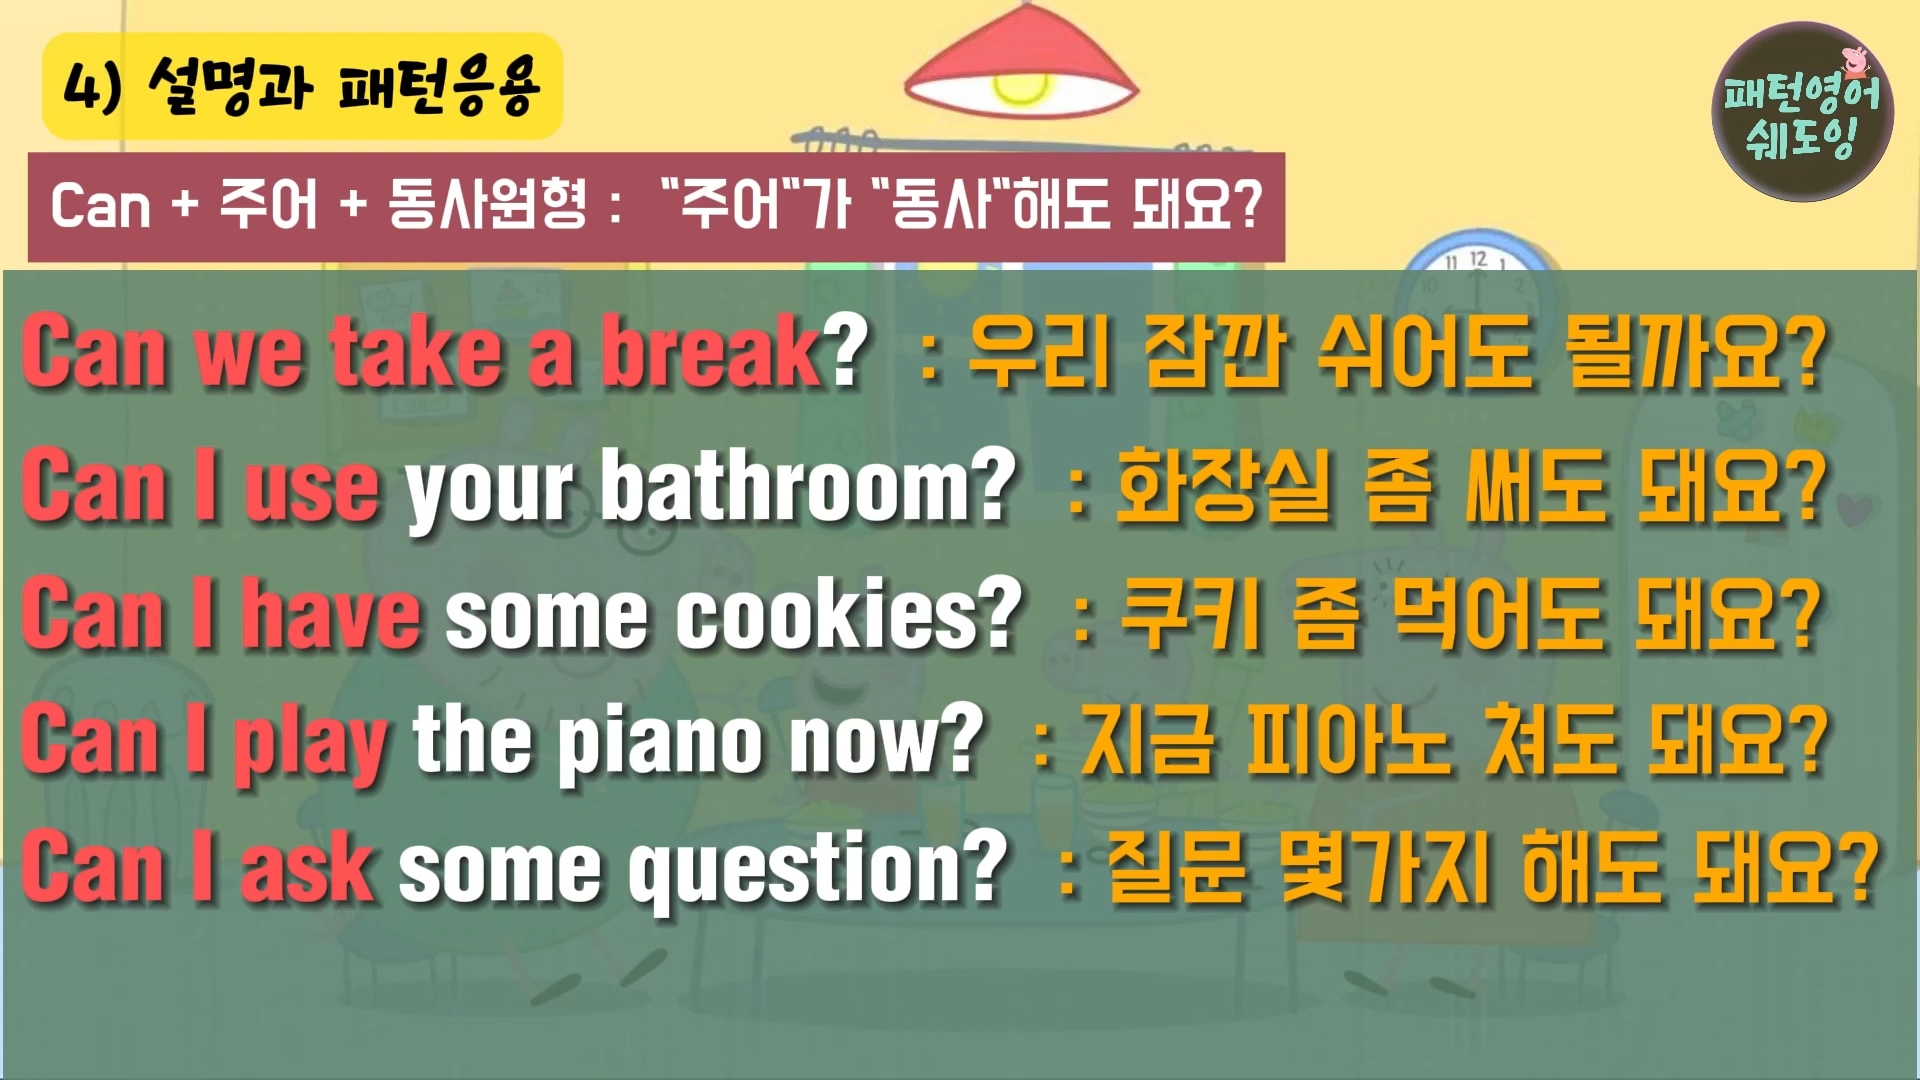 4) 설명과 패턴응용
패턴영어
쉐도잉
Can + 주어 + 동사원형 : "주어"가 "동사"해도 돼요?
11 12 1
10 2
Can we take a break? : 우리 잠깐 쉬어도 될까요?
Can I use your bathroom? : 화장실 좀 써도 돼요?
Can I have some cookies? : 쿠키 좀 먹어도 돼요?
Can I play the piano now? : 지금 피아노 쳐도 돼요?
Can I ask some question? : 질문 몇가지 해도 돼요?